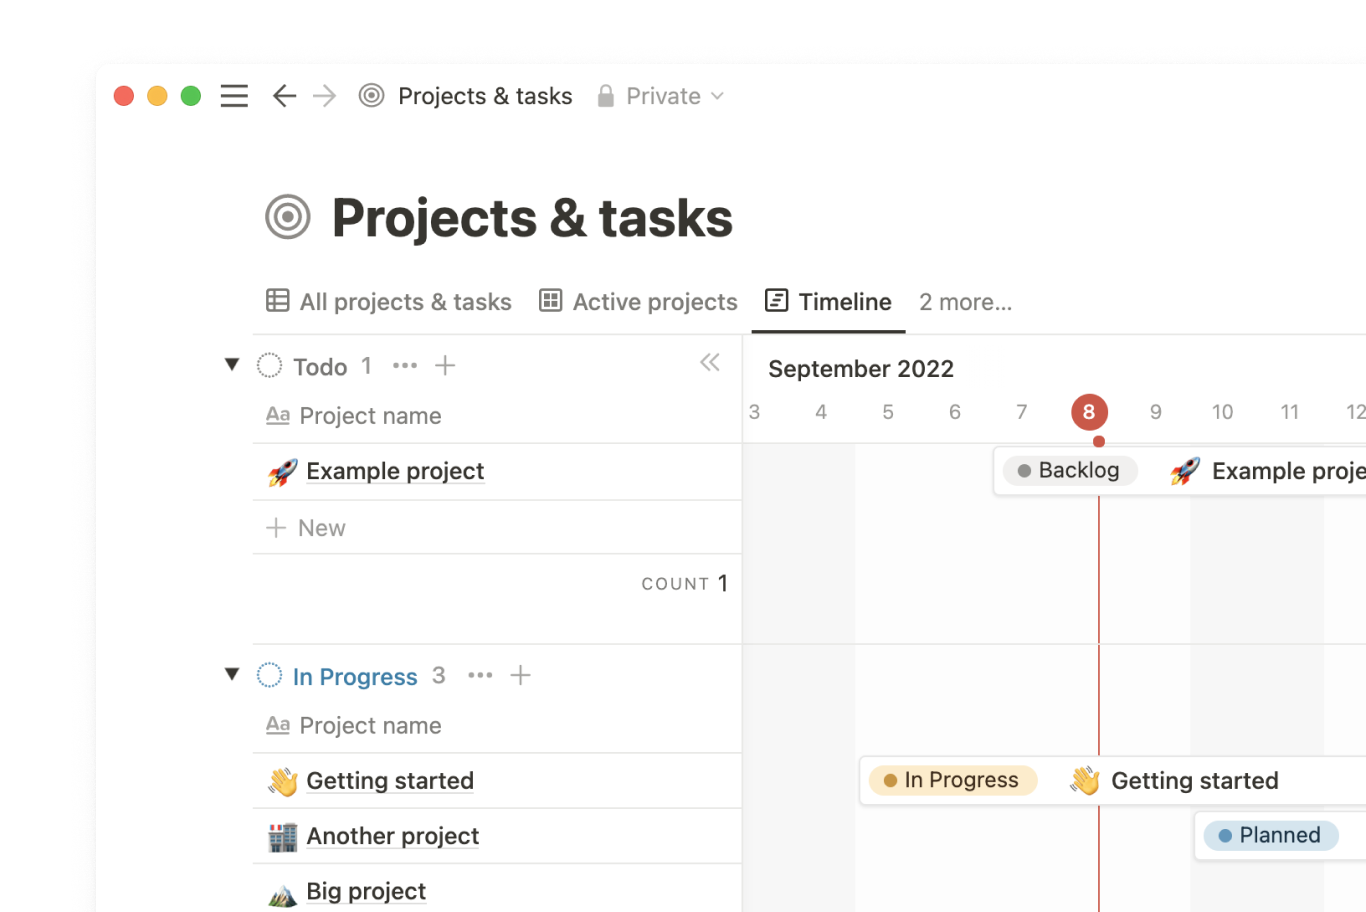 Projects & tasks Private
Projects & tasks
All projects & tasks Active projects Timeline 2 more...
Todo 1
September 2022
3 4 5 6 7 8 9 10 11 12
Aa Project name
Example project
Backlog Example proje
New
COUNT 1
In Progress 3
Aa Project name
Getting started
In Progress Getting started
Another project
Planned
Big project